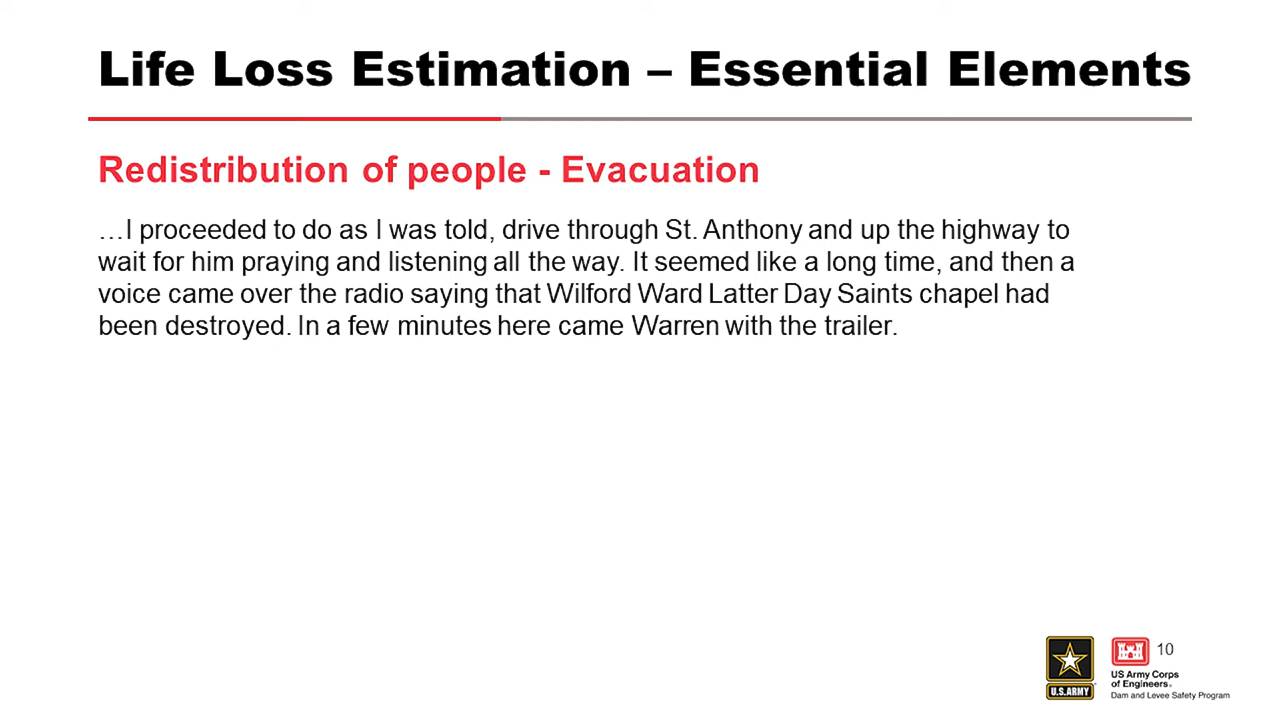 Life Loss Estimation – Essential Elements
Redistribution of people - Evacuation
…I proceeded to do as I was told, drive through St. Anthony and up the highway to
wait for him praying and listening all the way. It seemed like a long time, and then a
voice came over the radio saying that Wilford Ward Latter Day Saints chapel had
been destroyed. In a few minutes here came Warren with the trailer.
10
U.S.ARMY
US Army Corps
of Engineers®
Dam and Levee Safety Program